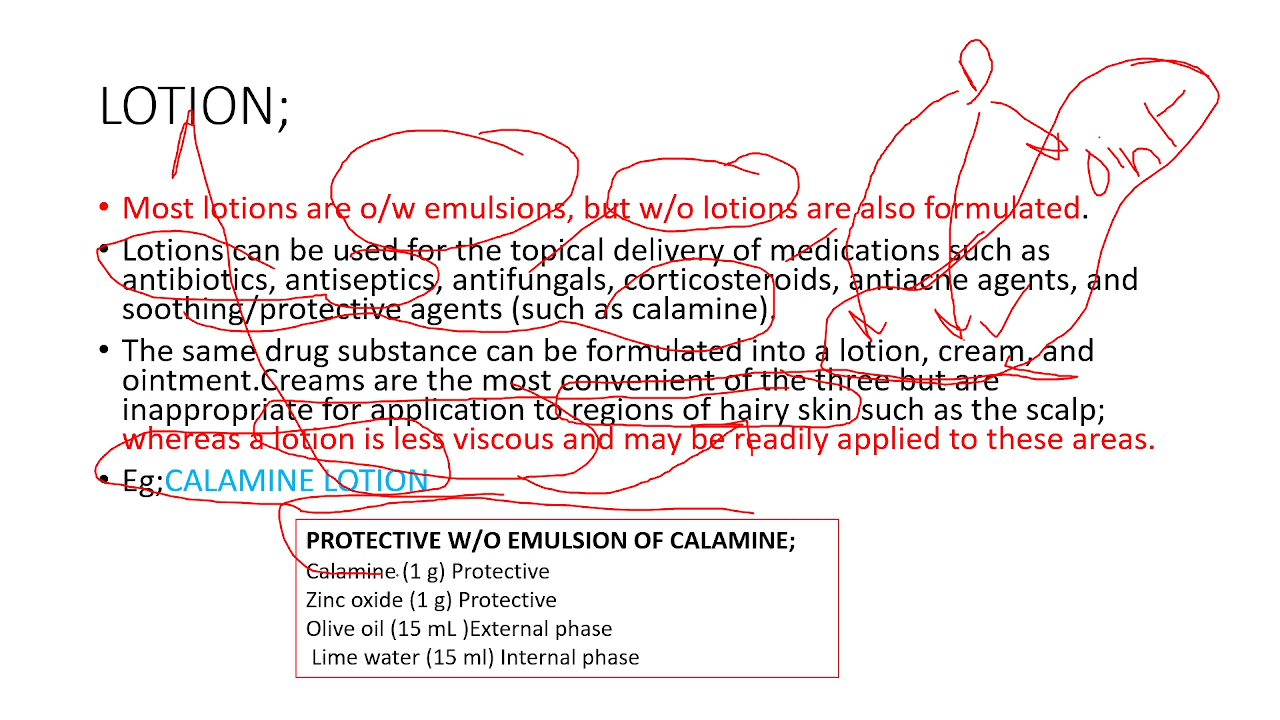 LOTION;
oint
• Most lotions are o/w emulsions, but w/o lotions are also formulated.
• Lotions can be used for the topical delivery of medications such as
antibiotics, antiseptics, antifungals, corticosteroids, antiacne agents, and
soothing/protective agents (such as calamine).
• The same drug substance can be formulated into a lotion, cream, and
ointment.Creams are the most convenient of the three but are
inappropriate for application to regions of hairy skin such as the scalp;
whereas a lotion is less viscous and may be readily applied to these areas.
• Eg;CALAMINE LOTION
PROTECTIVE W/O EMULSION OF CALAMINE;
Calamine (1 g) Protective
Zinc oxide (1 g) Protective
Olive oil (15 mL )External phase
Lime water (15 ml) Internal phase